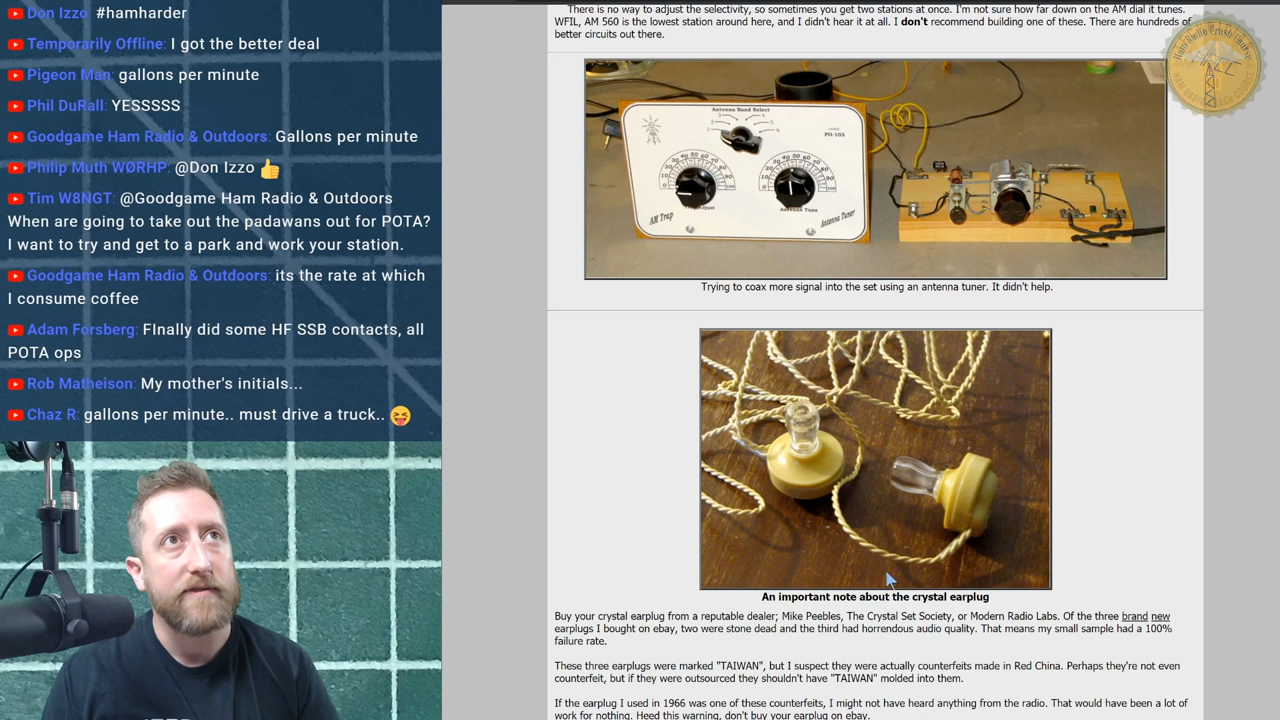 Don Izzo: #hamharder
Temporarily Offline: I got the better deal
Pigeon Man: gallons per minute
Phil DuRall: YESSSSS
Goodgame Ham Radio & Outdoors: Gallons per minute
Philip Muth WØRHP: @Don Izzo 👍
Tim W8NGT: @Goodgame Ham Radio & Outdoors
When are going to take out the padawans out for POTA?
I want to try and get to a park and work your station.
Goodgame Ham Radio & Outdoors: its the rate at which
I consume coffee
Adam Forsberg: FInally did some HF SSB contacts, all
POTA ops
Rob Matheison: My mother's initials...
Chaz R: gallons per minute.. must drive a truck.. 😝
There is no way to adjust the selectivity, so sometimes you get two stations at once. I'm not sure how far down on the AM dial it tunes.
WFIL, AM 560 is the lowest station around here, and I didn't hear it at all. I don't recommend building one of these. There are hundreds of
better circuits out there.
Ham Radio Crash Course
Antenna Band Select
PO-103
AM Trap
Antenna Tune
Antenna Tuner
Trying to coax more signal into the set using an antenna tuner. It didn't help.
An important note about the crystal earplug
Buy your crystal earplug from a reputable dealer; Mike Peebles, The Crystal Set Society, or Modern Radio Labs. Of the three brand new
earplugs I bought on ebay, two were stone dead and the third had horrendous audio quality. That means my small sample had a 100%
failure rate.
These three earplugs were marked "TAIWAN", but I suspect they were actually counterfeits made in Red China. Perhaps they're not even
counterfeit, but if they were outsourced they shouldn't have "TAIWAN" molded into them.
If the earplug I used in 1966 was one of these counterfeits, I might not have heard anything from the radio. That would have been a lot of
work for nothing. Heed this warning, don't buy your earplug on ebay.